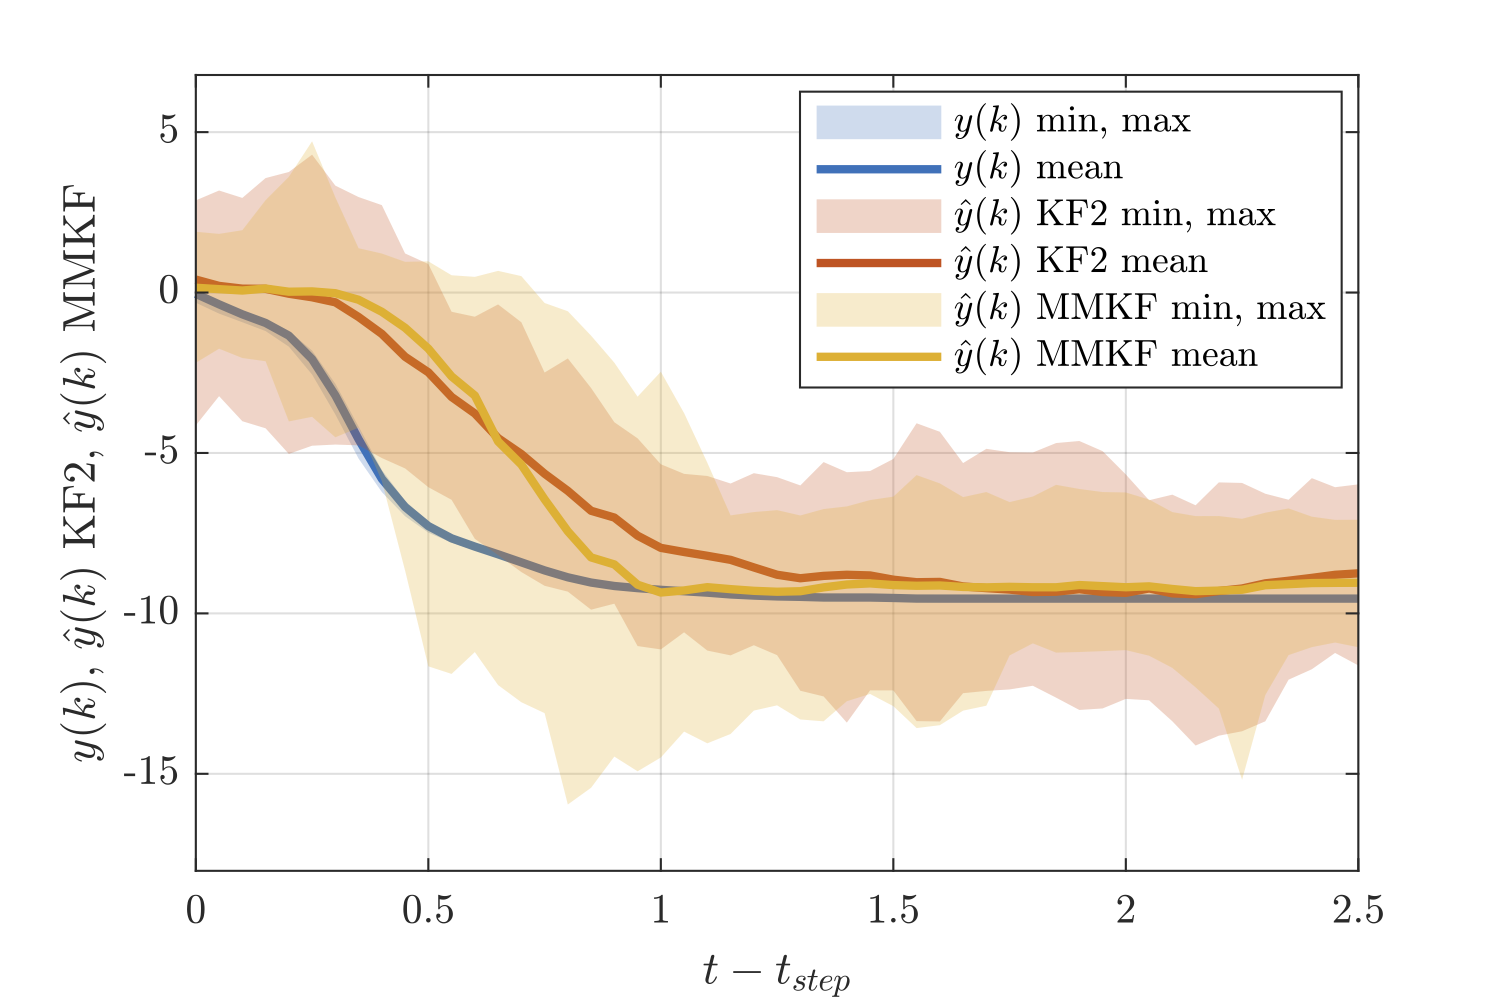 y(k), ŷ(k) KF2, ŷ(k) MMKF
5
0
-5
-10
-15
y(k) min, max
y(k) mean
ŷ(k) KF2 min, max
ŷ(k) KF2 mean
ŷ(k) MMKF min, max
ŷ(k) MMKF mean
0 0.5 1 1.5 2 2.5
t − t_step